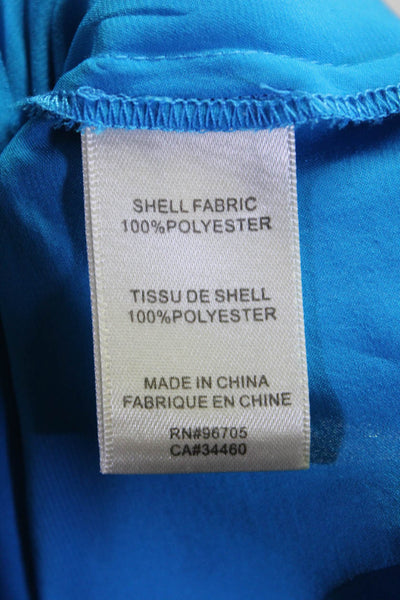 SHELL FABRIC
100%POLYESTER
TISSU DE SHELL
100%POLYESTER
MADE IN CHINA
FABRIQUE EN CHINE
RN#96705
CA#34460